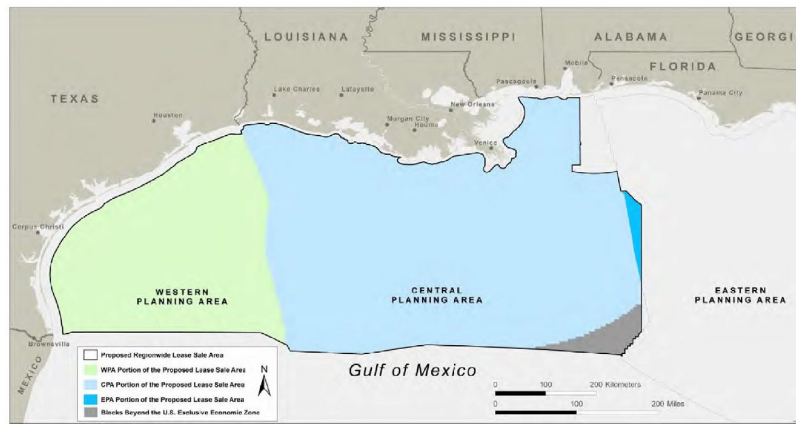 LOUISIANA
MISSISSIPPI
ALABAMA
GEORGI
FLORIDA
TEXAS
Mobile
Pascagoula
Pensacola
Panama City
Lake Charles
Lafayette
New Orleans
Houston
Morgan City
Houma
Venice
Corpus Christi
WESTERN
PLANNING AREA
CENTRAL
PLANNING AREA
EASTERN
PLANNING AREA
Brownsville
MEXICO
Proposed Regionwide Lease Sale Area
WPA Portion of the Proposed Lease Sale Area
CPA Portion of the Proposed Lease Sale Area
EPA Portion of the Proposed Lease Sale Area
Blocks Beyond the U.S. Exclusive Economic Zone
N
Gulf of Mexico
0 100 200 Kilometers
0 100 200 Miles